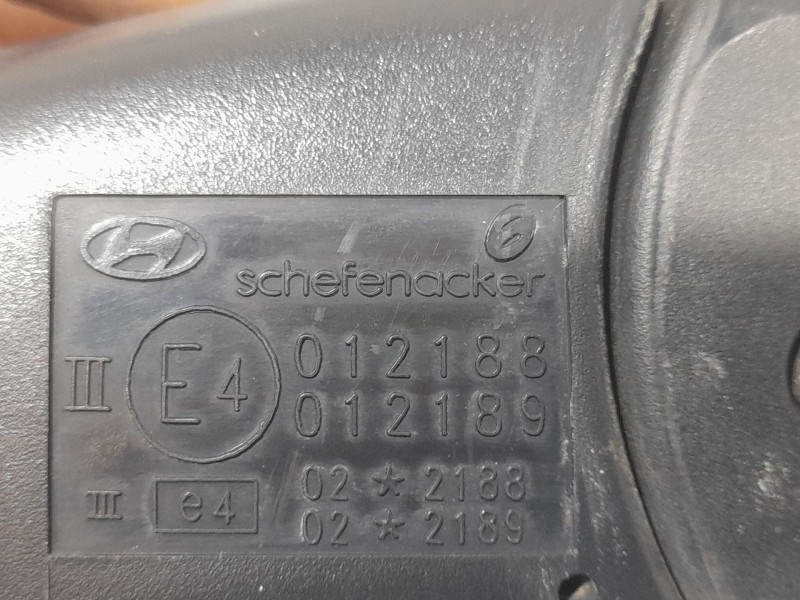 schefenacker
III E4 012188
012189
III e4 02 * 2188
02 * 2189